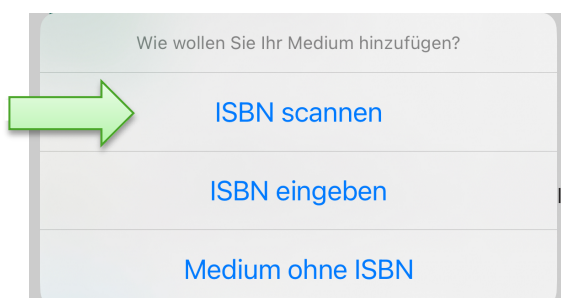 Wie wollen Sie Ihr Medium hinzufügen?
ISBN scannen
ISBN eingeben
Medium ohne ISBN